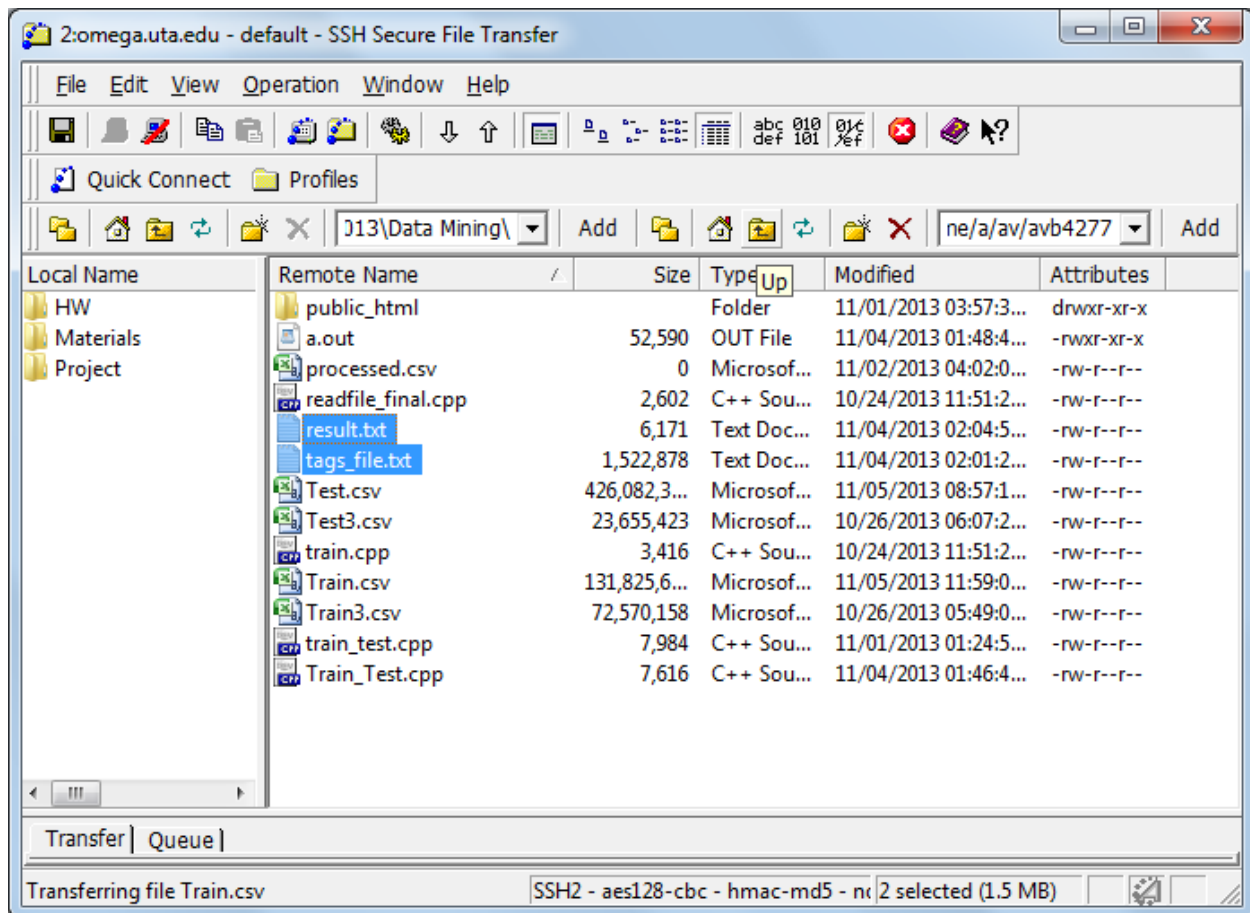 2:omega.uta.edu - default - SSH Secure File Transfer
File Edit View Operation Window Help
abc def 010 101
Quick Connect Profiles
013\Data Mining\ Add ne/a/av/avb4277 Add
Local Name Remote Name Size Type Modified Attributes
Up
HW public_html Folder 11/01/2013 03:57:3... drwxr-xr-x
Materials a.out 52,590 OUT File 11/04/2013 01:48:4... -rwxr-xr-x
Project processed.csv 0 Microsof... 11/02/2013 04:02:0... -rw-r--r--
readfile_final.cpp 2,602 C++ Sou... 10/24/2013 11:51:2... -rw-r--r--
result.txt 6,171 Text Doc... 11/04/2013 02:04:5... -rw-r--r--
tags_file.txt 1,522,878 Text Doc... 11/04/2013 02:01:2... -rw-r--r--
Test.csv 426,082,3... Microsof... 11/05/2013 08:57:1... -rw-r--r--
Test3.csv 23,655,423 Microsof... 10/26/2013 06:07:2... -rw-r--r--
train.cpp 3,416 C++ Sou... 10/24/2013 11:51:2... -rw-r--r--
Train.csv 131,825,6... Microsof... 11/05/2013 11:59:0... -rw-r--r--
Train3.csv 72,570,158 Microsof... 10/26/2013 05:49:0... -rw-r--r--
train_test.cpp 7,984 C++ Sou... 11/01/2013 01:24:5... -rw-r--r--
Train_Test.cpp 7,616 C++ Sou... 11/04/2013 01:46:4... -rw-r--r--
Transfer Queue
Transferring file Train.csv SSH2 - aes128-cbc - hmac-md5 - 2 selected (1.5 MB)